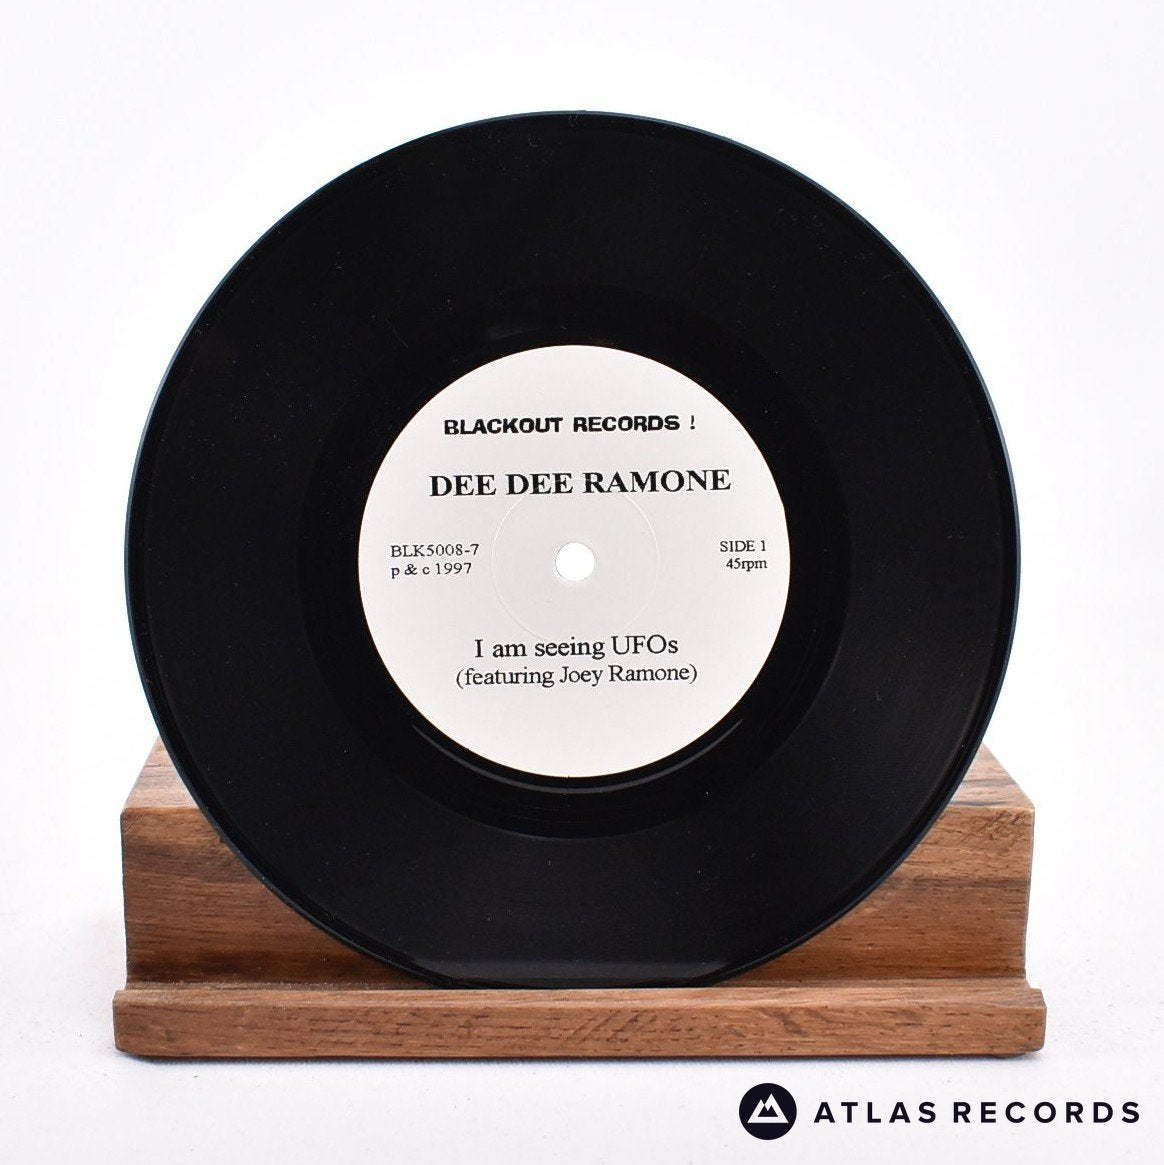 BLACKOUT RECORDS !
DEE DEE RAMONE
BLK5008-7
p & c 1997
SIDE 1
45rpm
I am seeing UFOs
(featuring Joey Ramone)
ATLAS RECORDS